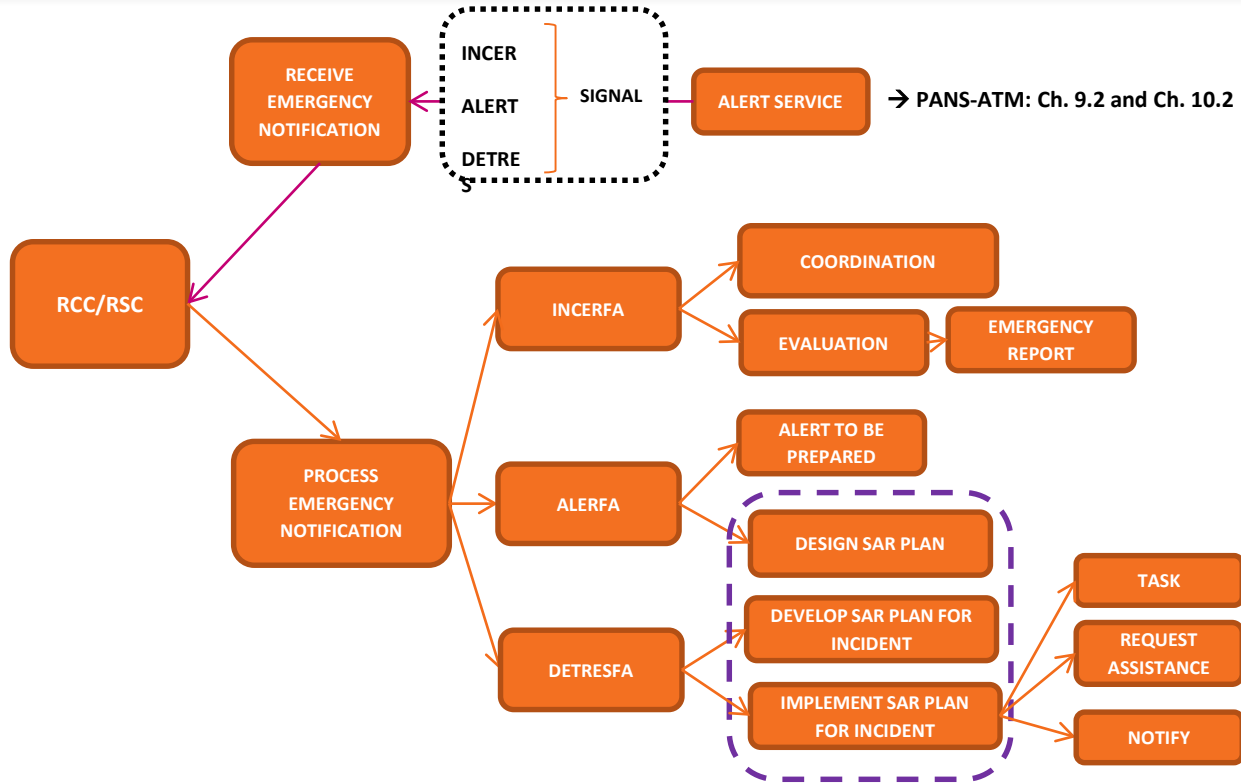 RECEIVE
EMERGENCY
NOTIFICATION
INCER
ALERT
DETRE
S
SIGNAL
ALERT SERVICE
→ PANS-ATM: Ch. 9.2 and Ch. 10.2
RCC/RSC
PROCESS
EMERGENCY
NOTIFICATION
INCERFA
COORDINATION
EVALUATION
EMERGENCY
REPORT
ALERFA
ALERT TO BE
PREPARED
DESIGN SAR PLAN
DETRESFA
DEVELOP SAR PLAN FOR
INCIDENT
IMPLEMENT SAR PLAN
FOR INCIDENT
TASK
REQUEST
ASSISTANCE
NOTIFY